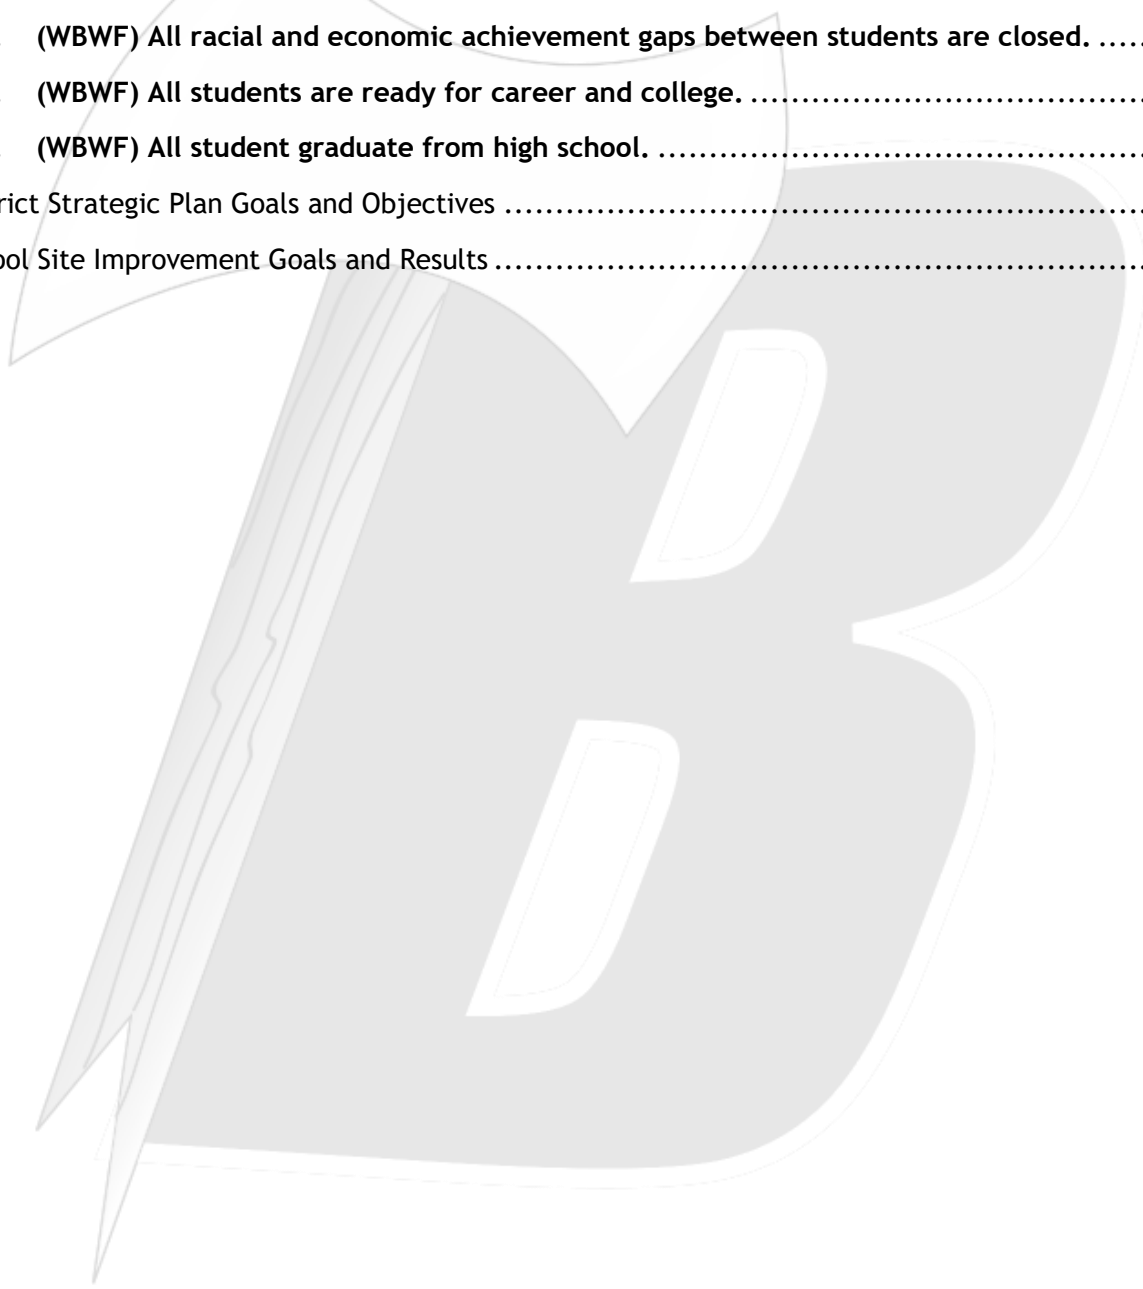 (WBWF) All racial and economic achievement gaps between students are closed. .....
(WBWF) All students are ready for career and college. ........................................
(WBWF) All student graduate from high school. .................................................
rict Strategic Plan Goals and Objectives ................................................................
ool Site Improvement Goals and Results .................................................................
B